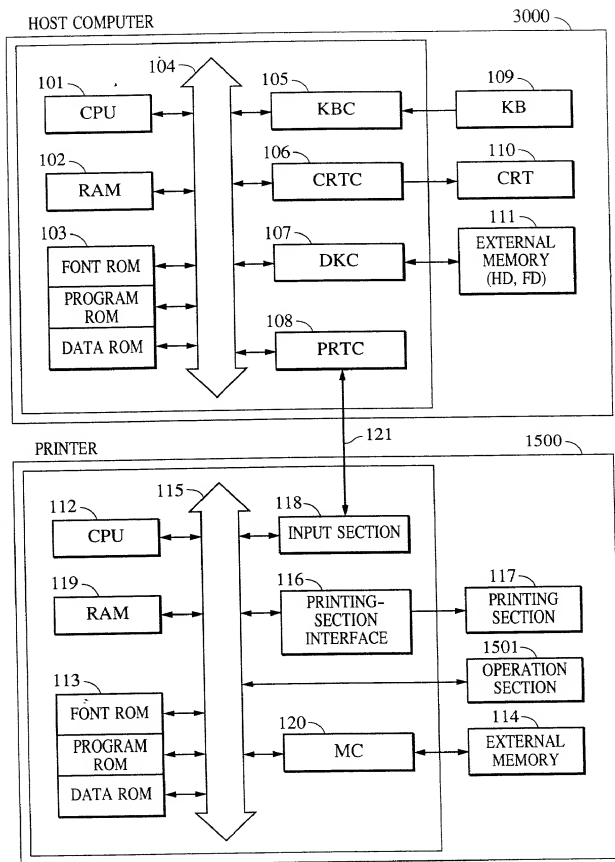 HOST COMPUTER
3000
101
CPU
104
105
KBC
109
KB
102
RAM
106
CRTC
110
CRT
103
FONT ROM
PROGRAM
ROM
DATA ROM
107
DKC
111
EXTERNAL
MEMORY
(HD, FD)
108
PRTC
121
PRINTER
1500
112
CPU
115
118
INPUT SECTION
119
RAM
116
PRINTING-
SECTION
INTERFACE
117
PRINTING
SECTION
1501
OPERATION
SECTION
113
FONT ROM
PROGRAM
ROM
DATA ROM
120
MC
114
EXTERNAL
MEMORY